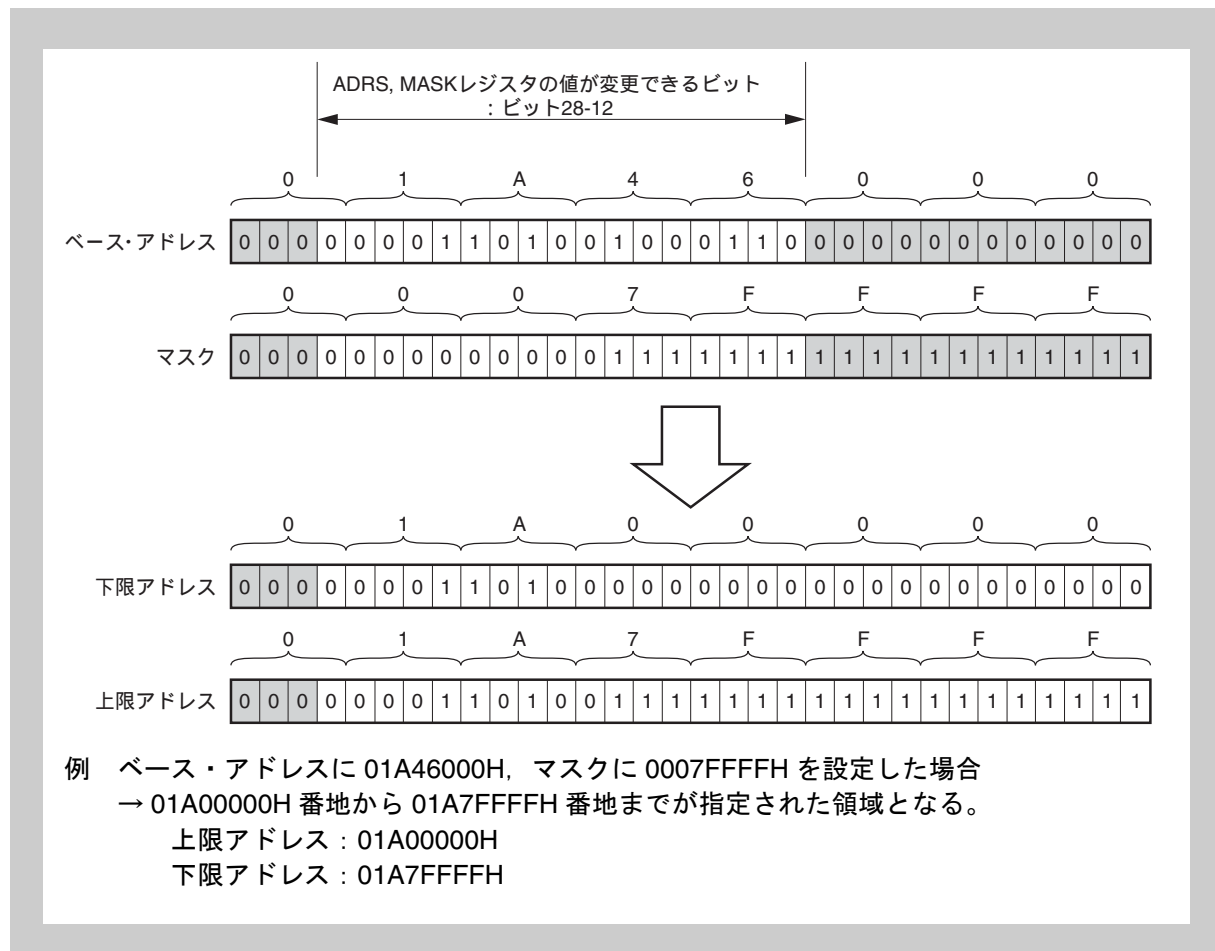 ADRS, MASKレジスタの値が変更できるビット
：ビット28-12
0 1 A 4 6 0 0 0
ベース・アドレス 0 0 0 0 0 0 0 1 1 0 1 0 0 1 0 0 0 1 1 0 0 0 0 0 0 0 0 0 0 0 0 0
0 0 0 7 F F F F
マスク 0 0 0 0 0 0 0 0 0 0 0 0 0 1 1 1 1 1 1 1 1 1 1 1 1 1 1 1 1 1 1 1
0 1 A 0 0 0 0 0
下限アドレス 0 0 0 0 0 0 0 1 1 0 1 0 0 0 0 0 0 0 0 0 0 0 0 0 0 0 0 0 0 0 0 0
0 1 A 7 F F F F
上限アドレス 0 0 0 0 0 0 0 1 1 0 1 0 0 1 1 1 1 1 1 1 1 1 1 1 1 1 1 1 1 1 1 1
例　ベース・アドレスに 01A46000H，マスクに 0007FFFFH を設定した場合
→ 01A00000H 番地から 01A7FFFFH 番地までが指定された領域となる。
上限アドレス：01A00000H
下限アドレス：01A7FFFFH